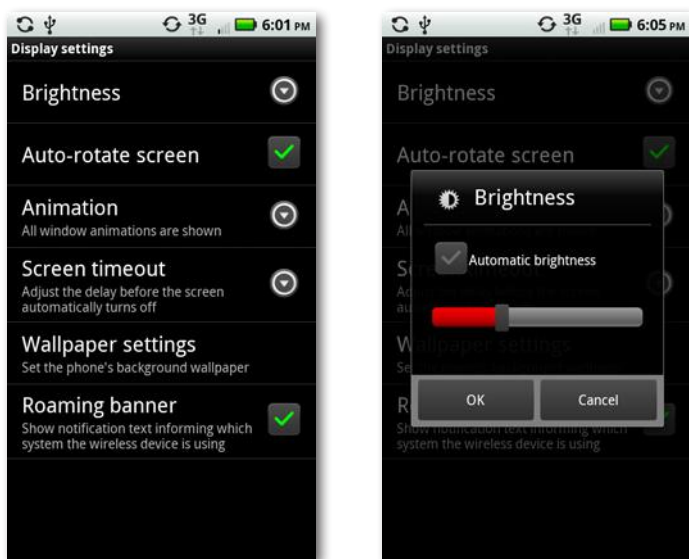 3G 6:01 PM
Display settings
Brightness
Auto-rotate screen
Animation
All window animations are shown
Screen timeout
Adjust the delay before the screen
automatically turns off
Wallpaper settings
Set the phone's background wallpaper
Roaming banner
Show notification text informing which
system the wireless device is using
3G 6:05 PM
Display settings
Brightness
Auto-rotate screen
Brightness
Automatic brightness
Wallpaper settings
OK Cancel
Show notification text informing which
system the wireless device is using